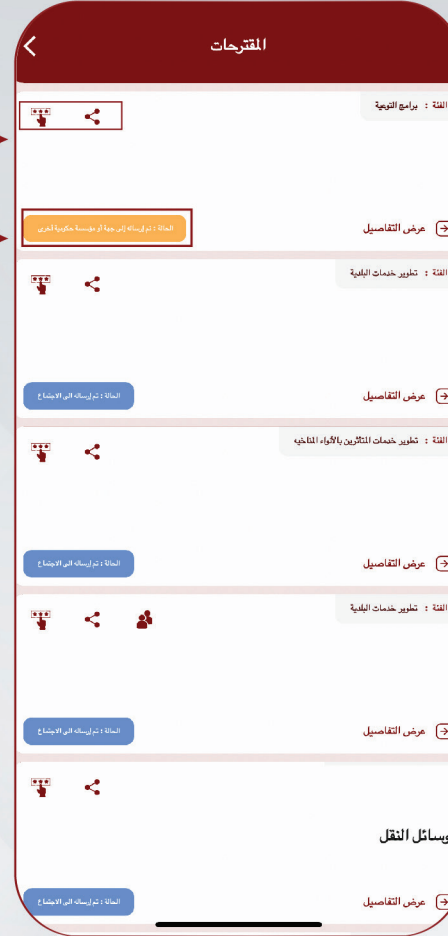 المقترحات
الفئة : برامج التوعية
عرض التفاصيل
الحالة : تم إرساله إلى جهة أو مؤسسة حكومية أخرى
الفئة : تطوير خدمات البلدية
عرض التفاصيل
الحالة : تم إرساله الى الاجتماع
الفئة : تطوير خدمات المتأثرين بالأنواء المناخيه
عرض التفاصيل
الحالة : تم إرساله الى الاجتماع
الفئة : تطوير خدمات البلدية
عرض التفاصيل
الحالة : تم إرساله الى الاجتماع
وسائل النقل
عرض التفاصيل
الحالة : تم إرساله الى الاجتماع